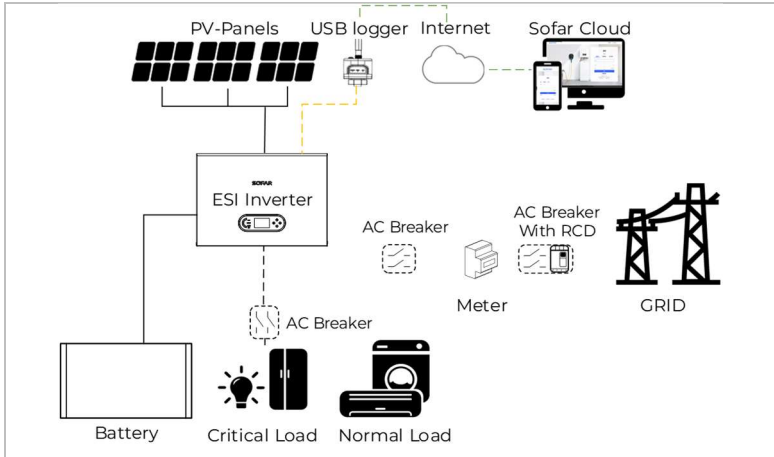 PV-Panels
USB logger
Internet
Sofar Cloud
SOFAR
ESI Inverter
AC Breaker
AC Breaker
With RCD
Meter
GRID
AC Breaker
Battery
Critical Load
Normal Load